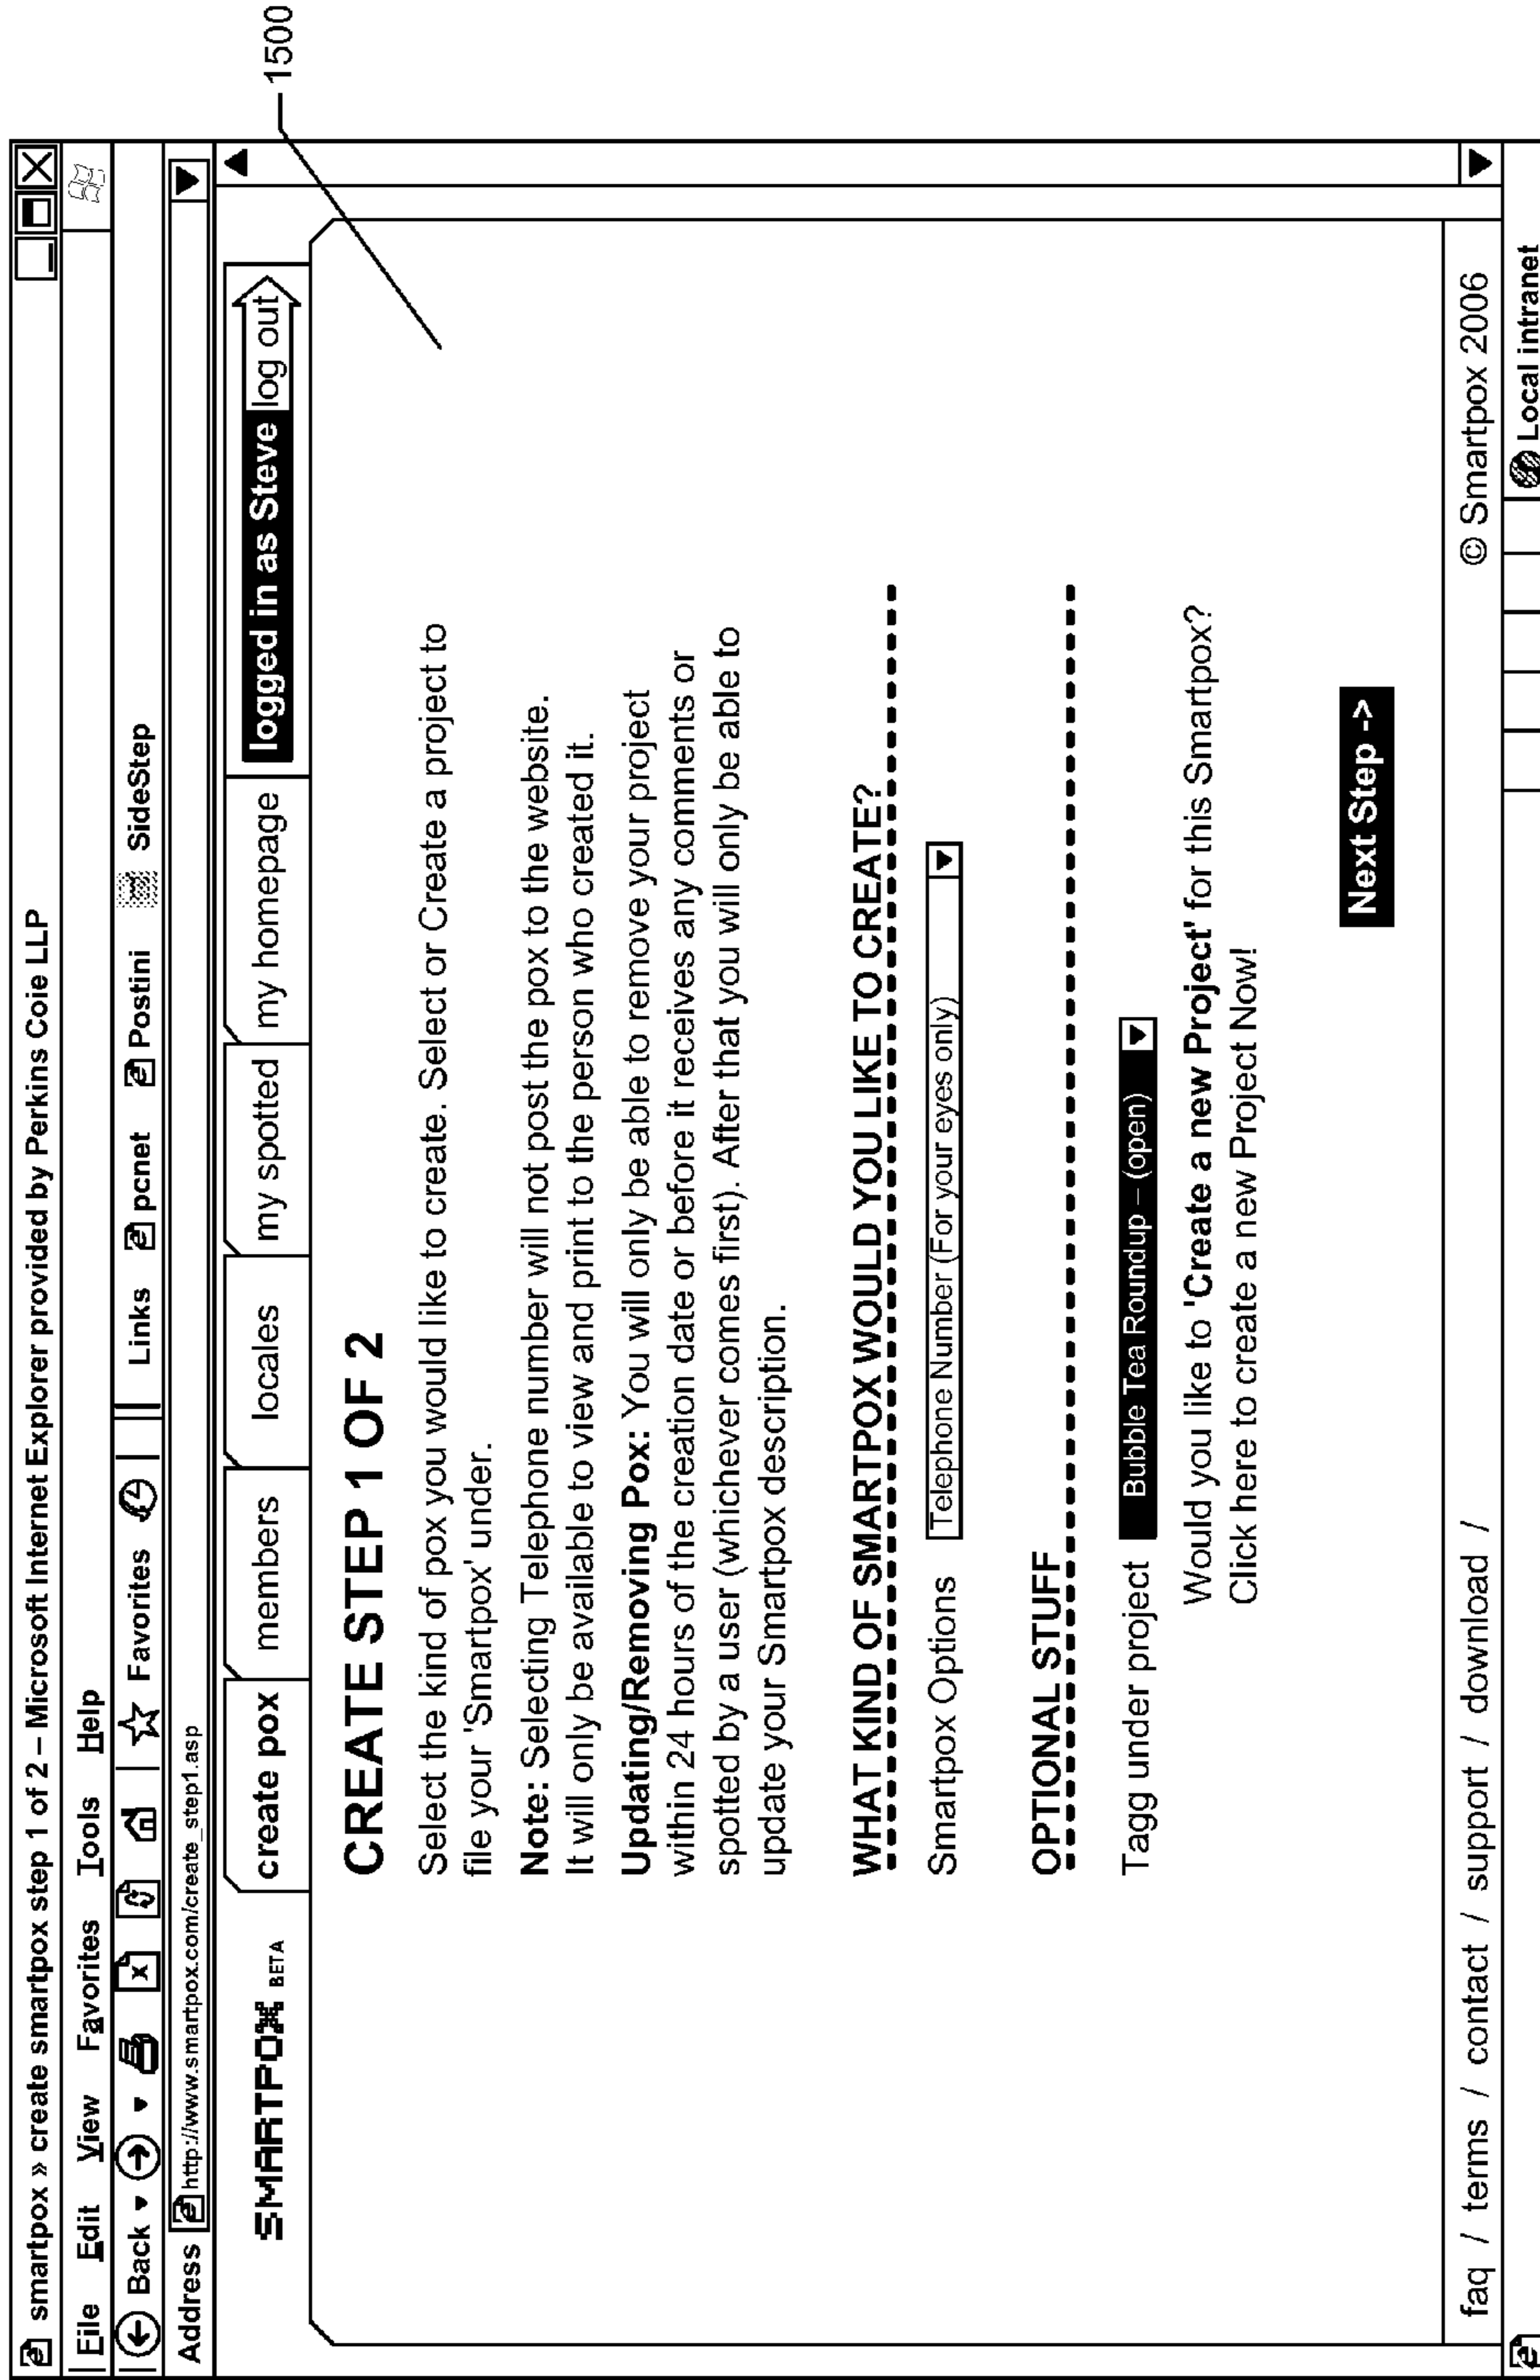 smartpox » create smartpox step 1 of 2 – Microsoft Internet Explorer provided by Perkins Coie LLP
File Edit View Favorites Tools Help
Back Favorites Links pcnet Postini SideStep
Address http://www.smartpox.com/create_step1.asp
SMARTPOX BETA
create pox members locales my spotted my homepage logged in as Steve log out
1500
CREATE STEP 1 OF 2
Select the kind of pox you would like to create. Select or Create a project to
file your 'Smartpox' under.
Note: Selecting Telephone number will not post the pox to the website.
It will only be available to view and print to the person who created it.
Updating/Removing Pox: You will only be able to remove your project
within 24 hours of the creation date or before it receives any comments or
spotted by a user (whichever comes first). After that you will only be able to
update your Smartpox description.
WHAT KIND OF SMARTPOX WOULD YOU LIKE TO CREATE?
Smartpox Options Telephone Number (For your eyes only)
OPTIONAL STUFF
Tagg under project Bubble Tea Roundup – (open)
Would you like to 'Create a new Project' for this Smartpox?
Click here to create a new Project Now!
Next Step ->
faq / terms / contact / support / download / © Smartpox 2006
Local intranet